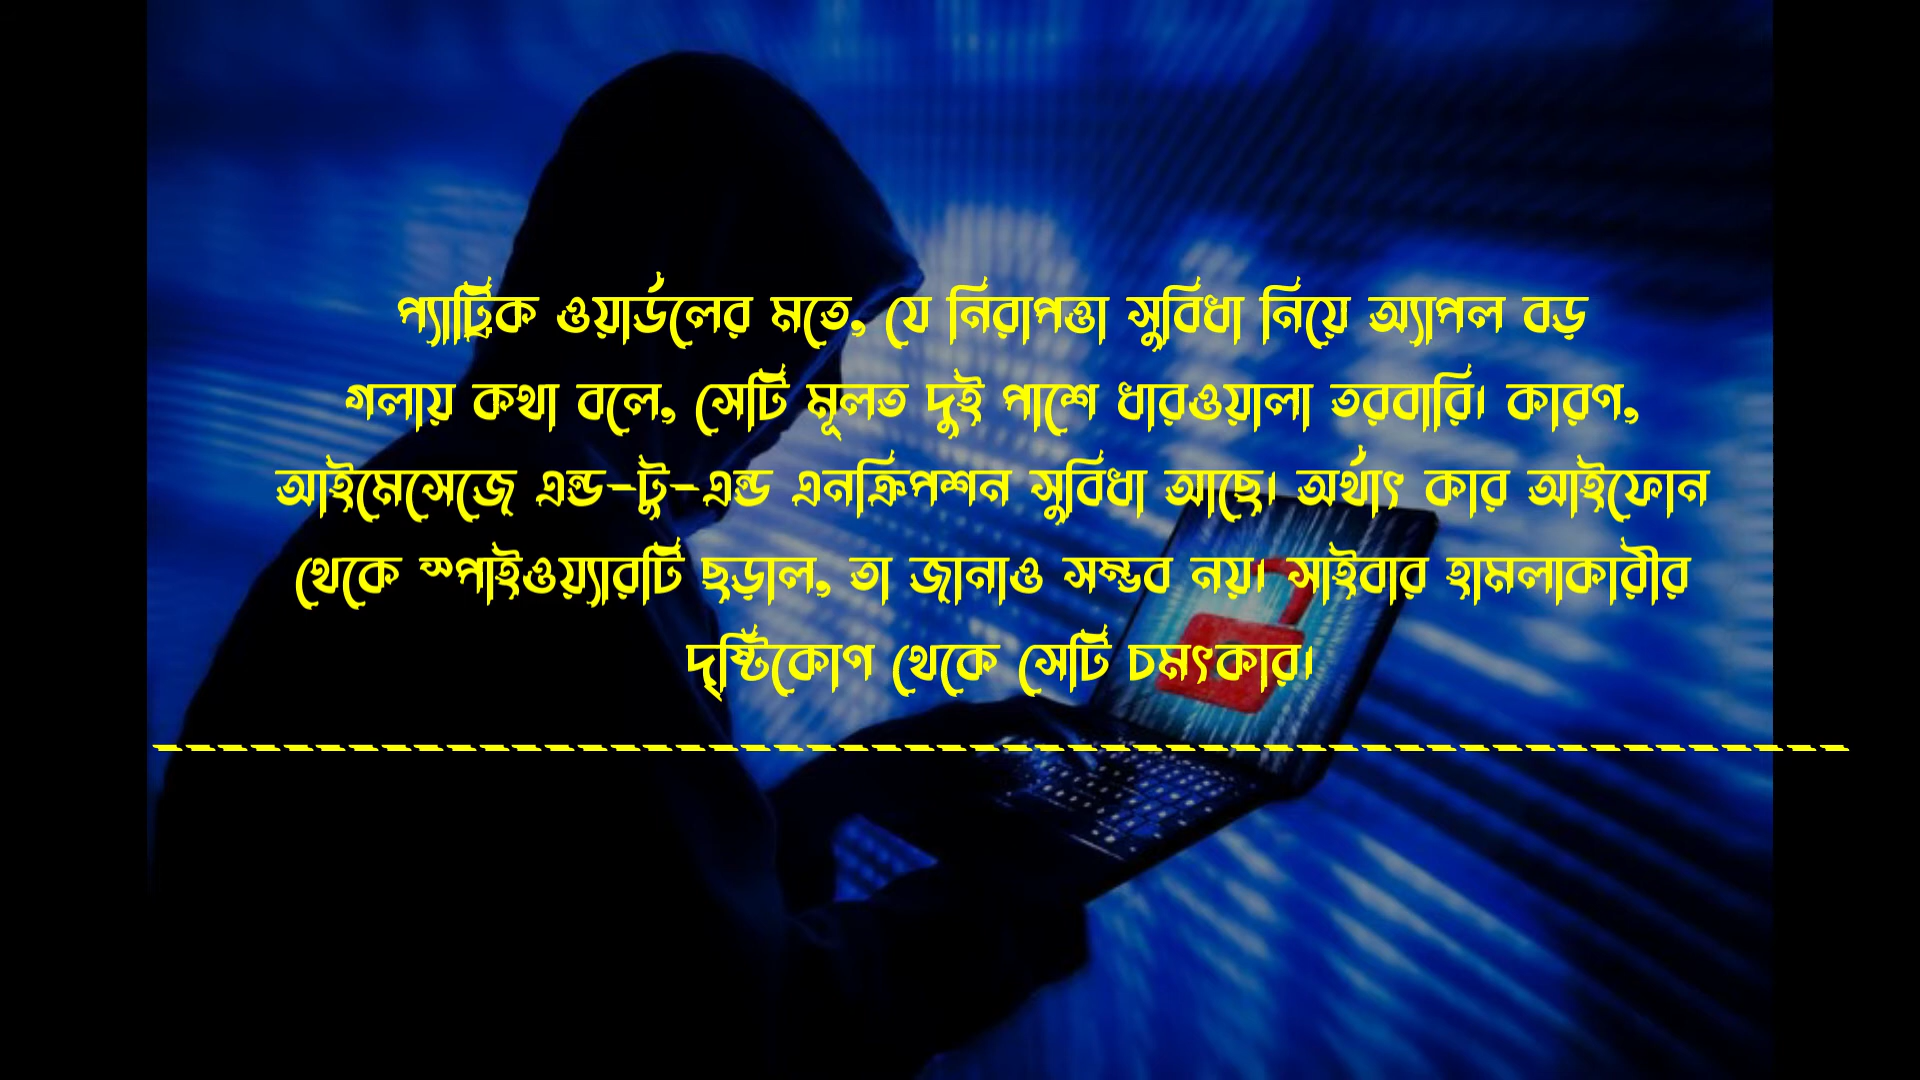 প্যাট্রিক ওয়ার্ডলের মতে, যে নিরাপত্তা সুবিধা নিয়ে অ্যাপল বড়
গলায় কথা বলে, সেটি মূলত দুই পাশে ধারওয়ালা তরবারি। কারণ,
আইমেসেজে এন্ড-টু-এন্ড এনক্রিপশন সুবিধা আছে। অর্থাৎ কার আইফোন
থেকে স্পাইওয়্যারটি ছড়াল, তা জানাও সম্ভব নয়। সাইবার হামলাকারীর
দৃষ্টিকোণ থেকে সেটি চমৎকার।
----------------------------------------------------